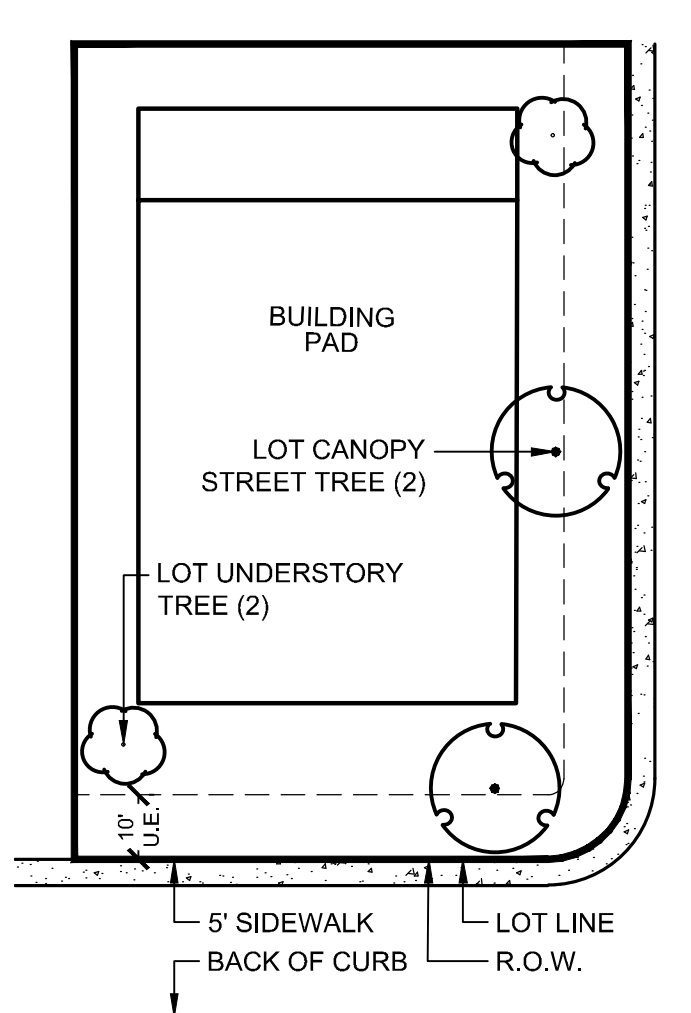 BUILDING
PAD
LOT CANOPY
STREET TREE (2)
LOT UNDERSTORY
TREE (2)
10'
U.E.
5' SIDEWALK
LOT LINE
BACK OF CURB
R.O.W.